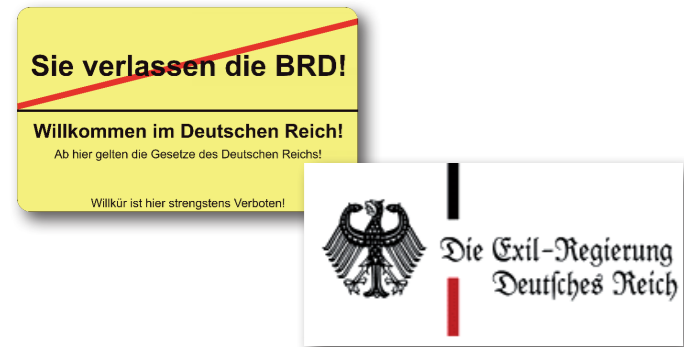 Sie verlassen die BRD!
Willkommen im Deutschen Reich!
Ab hier gelten die Gesetze des Deutschen Reichs!
Willkür ist hier strengstens Verboten!
Die Exil-Regierung
Deutſches Reich